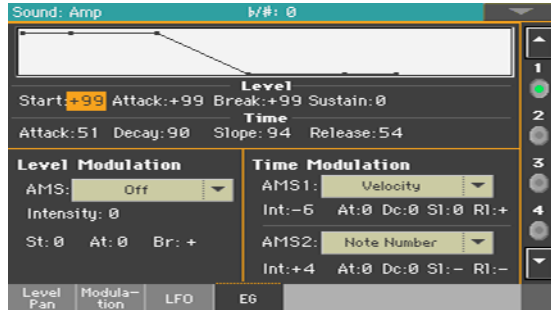 Sound: Amp ♭/#: 0
Level
Start:+99 Attack:+99 Break:+99 Sustain:0
Time
Attack:51 Decay:90 Slope:94 Release:54
Level Modulation
AMS: Off
Intensity: 0
St:0 At:0 Br: +
Time Modulation
AMS1: Velocity
Int:-6 At:0 Dc:0 Sl:0 Rl:+
AMS2: Note Number
Int:+4 At:0 Dc:0 Sl:- Rl:-
1
2
3
4
Level Pan
Modula-
tion
LFO
EG